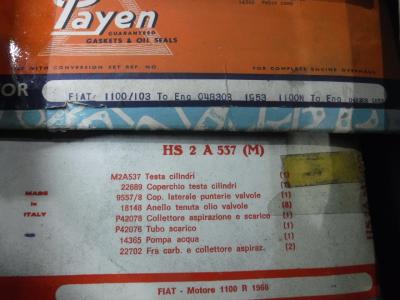 Payen
GUARANTEED
GASKETS & OIL SEALS
WITH CONVERSION SET REF. NO.
FOR COMPLETE ENGINE OVERHAUL
FIAT- 1100/103 To Eng 048303 1953 1100N To Eng
HS 2 A 537 (M)
M2A537 Testa cilindri (1)
22689 Coperchio testa cilindri (1)
9557/8 Cop. laterale punterie valvole (1)
18148 Anello tenuta olio valvole (8)
P42078 Collettore aspirazione e scarico (1)
P42076 Tubo scarico (1)
14365 Pompa acqua (1)
22702 Frà carb. e collettore aspiraz. (2)
MADE
IN
ITALY
FIAT - Motore 1100 R 1966